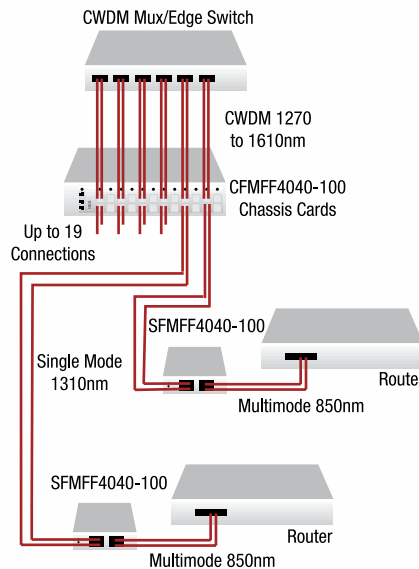 CWDM Mux/Edge Switch
CWDM 1270
to 1610nm
CFMFF4040-100
Chassis Cards
Up to 19
Connections
SFMFF4040-100
Single Mode
1310nm
Route
Multimode 850nm
SFMFF4040-100
Router
Multimode 850nm